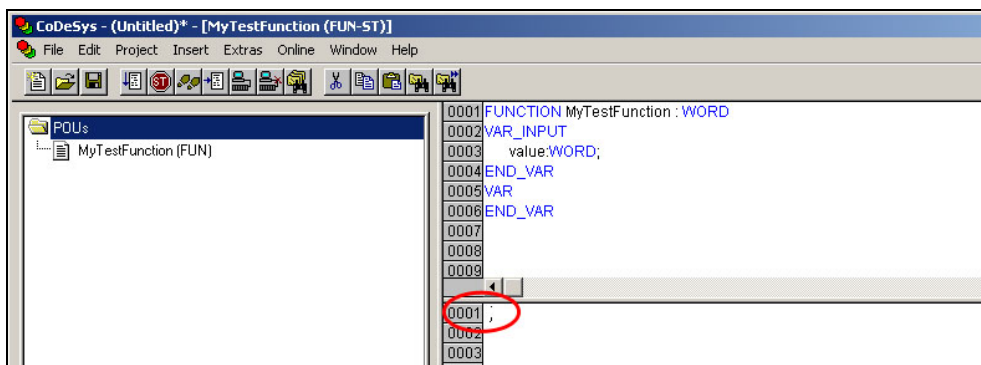 CoDeSys - (Untitled)* - [MyTestFunction (FUN-ST)]
File Edit Project Insert Extras Online Window Help
POUs
MyTestFunction (FUN)
0001 FUNCTION MyTestFunction : WORD
0002 VAR_INPUT
0003 value:WORD;
0004 END_VAR
0005 VAR
0006 END_VAR
0007
0008
0009
0001 ;
0002
0003